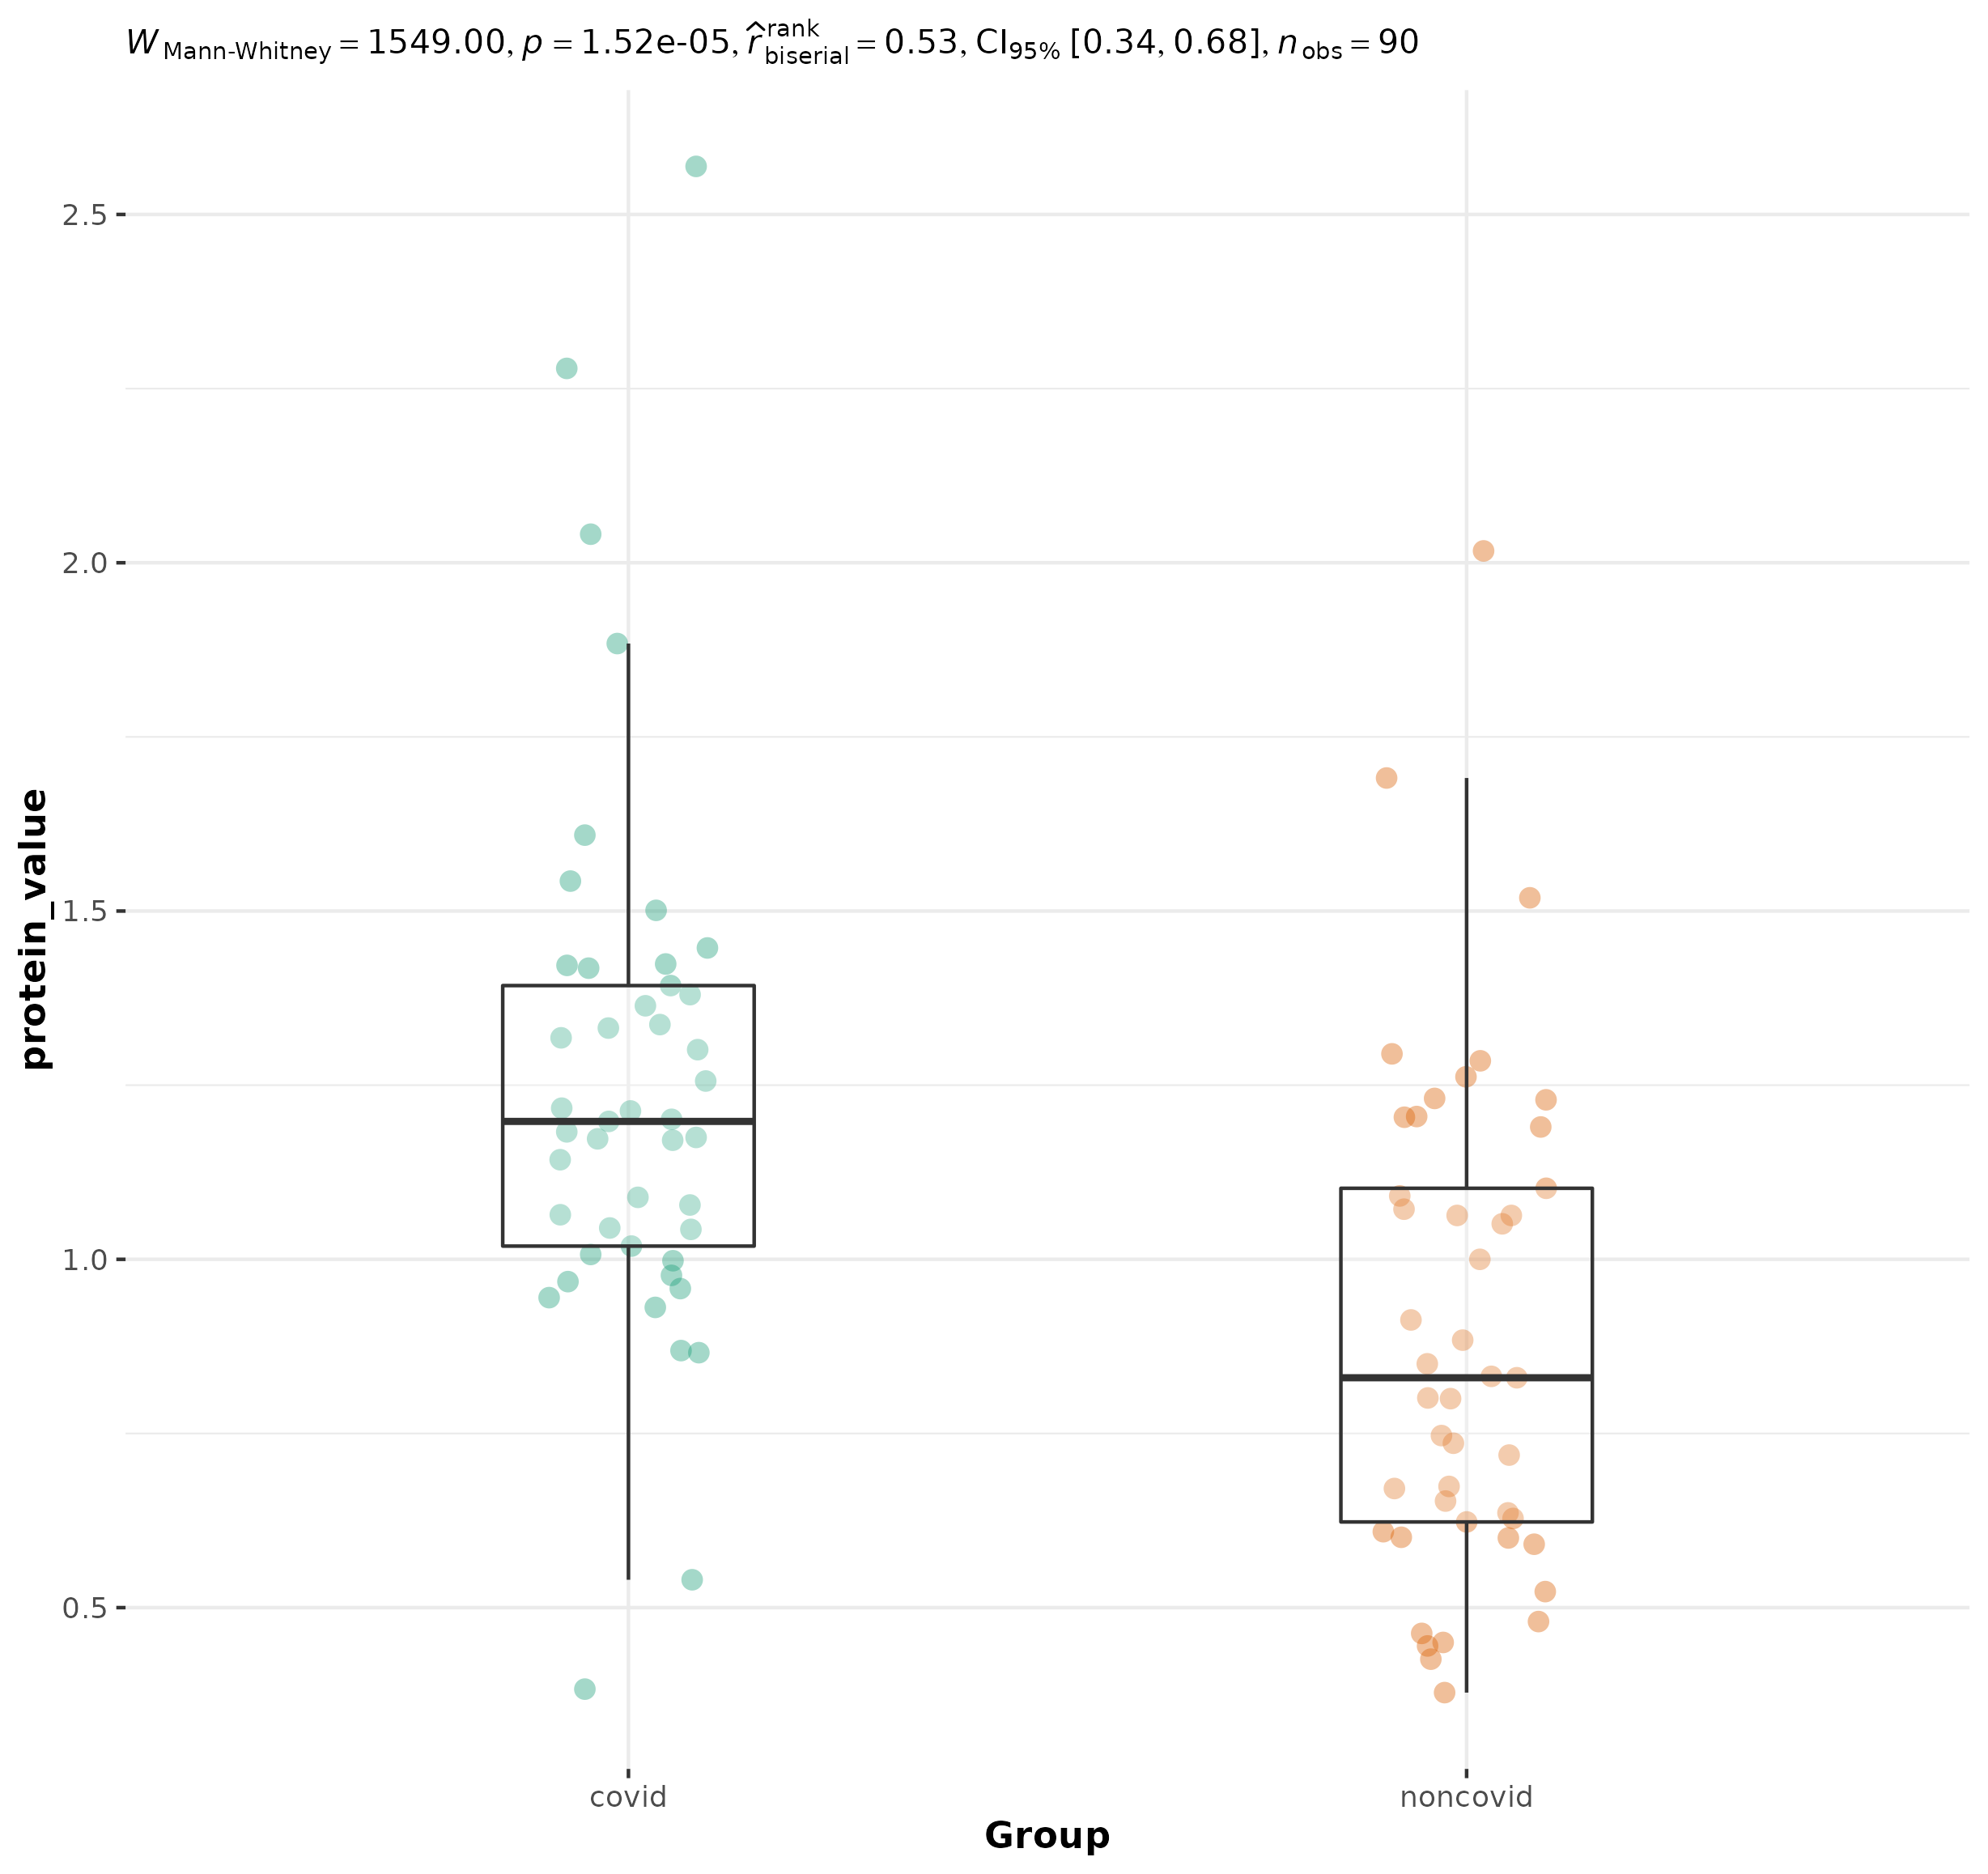 W Mann-Whitney = 1549.00, p = 1.52e-05, r̂ rank biserial = 0.53, CI95% [0.34, 0.68], n obs = 90
2.5
2.0
1.5
1.0
0.5
protein_value
covid noncovid
Group